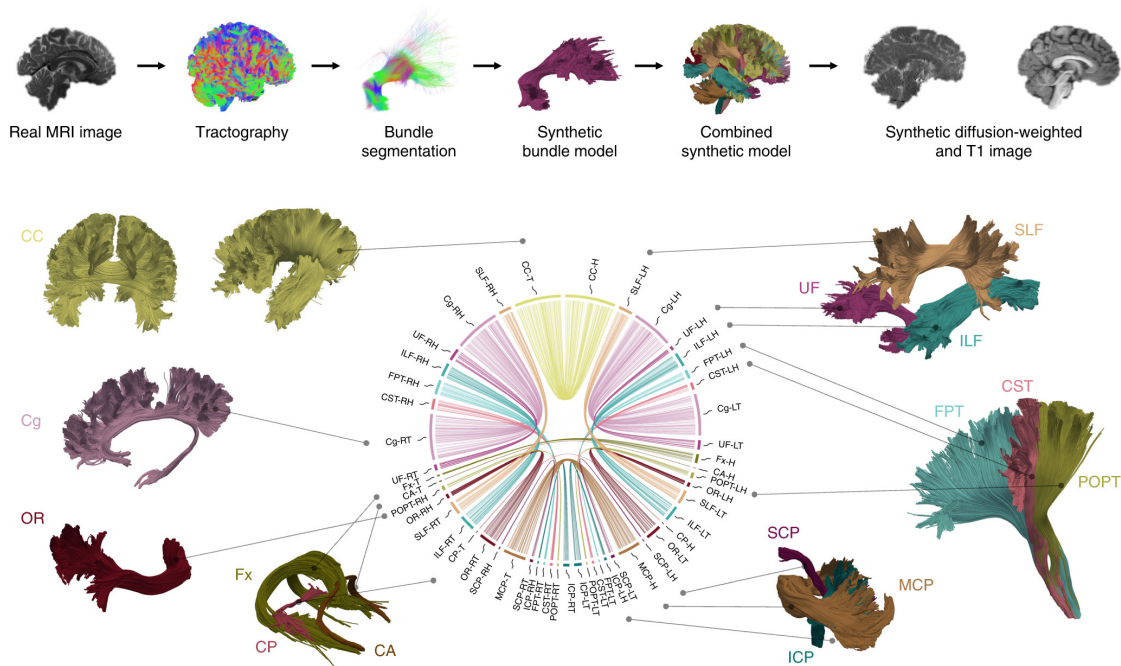 Real MRI image
Tractography
Bundle
segmentation
Synthetic
bundle model
Combined
synthetic model
Synthetic diffusion-weighted
and T1 image
CC
SLF
UF
ILF
Cg
CST
FPT
POPT
OR
Fx
CP
CA
SCP
MCP
ICP
CC-T
CC-H
SLF-LH
Cg-LH
UF-LH
ILF-LH
FPT-LH
CST-LH
Cg-LT
UF-LT
Fx-H
CA-H
POPT-LH
OR-LH
SLF-LT
ILF-LT
CP-H
OR-LT
SCP-LH
MCP-H
SCP-LT
ICP-LH
FPT-LT
CST-LT
POPT-LT
ICP-LT
ICP-RT
POPT-RT
CST-RT
FPT-RT
ICP-RH
SCP-RT
MCP-T
SCP-RH
OR-RT
CP-T
ILF-RT
SLF-RT
OR-RH
POPT-RH
CA-T
Fx-T
UF-RT
Cg-RT
CST-RH
FPT-RH
ILF-RH
UF-RH
Cg-RH
SLF-RH